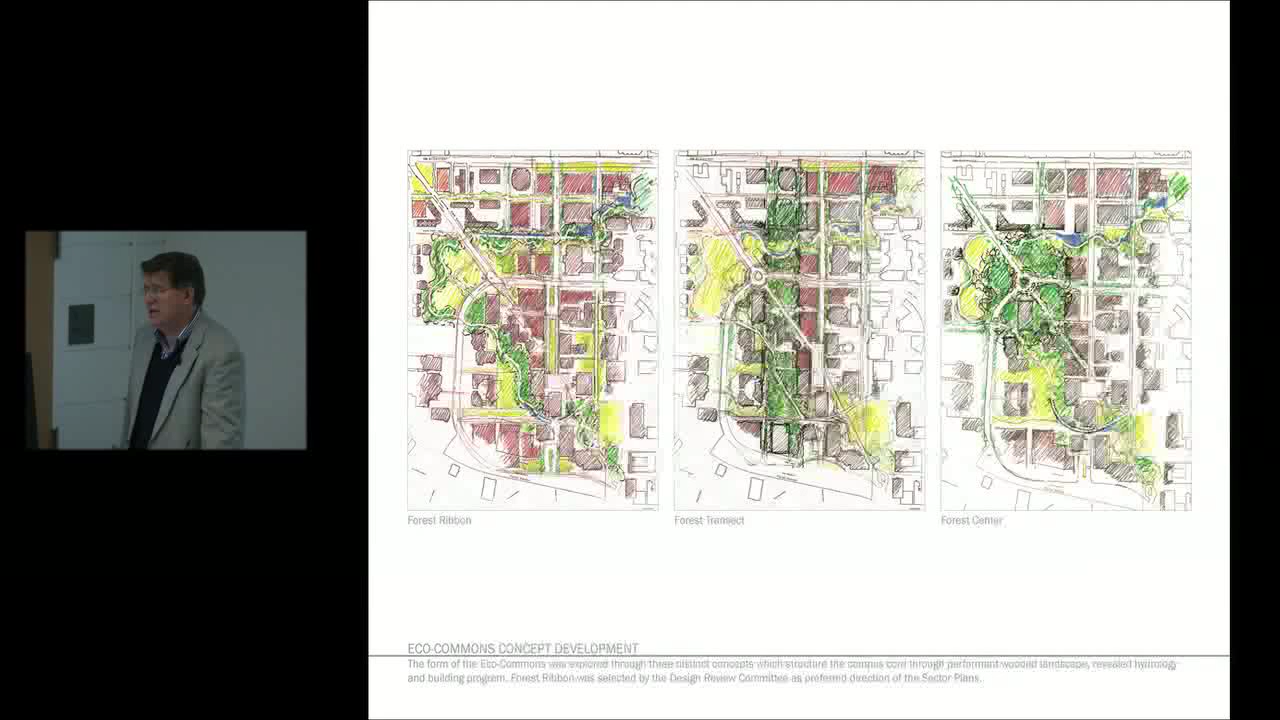 Forest Ribbon
Forest Transect
Forest Center
ECO-COMMONS CONCEPT DEVELOPMENT
The form of the Eco-Commons was explored through three distinct concepts which structure the campus core through performant wooded landscape, revealed hydrology
and building program. Forest Ribbon was selected by the Design Review Committee as preferred direction of the Sector Plans.